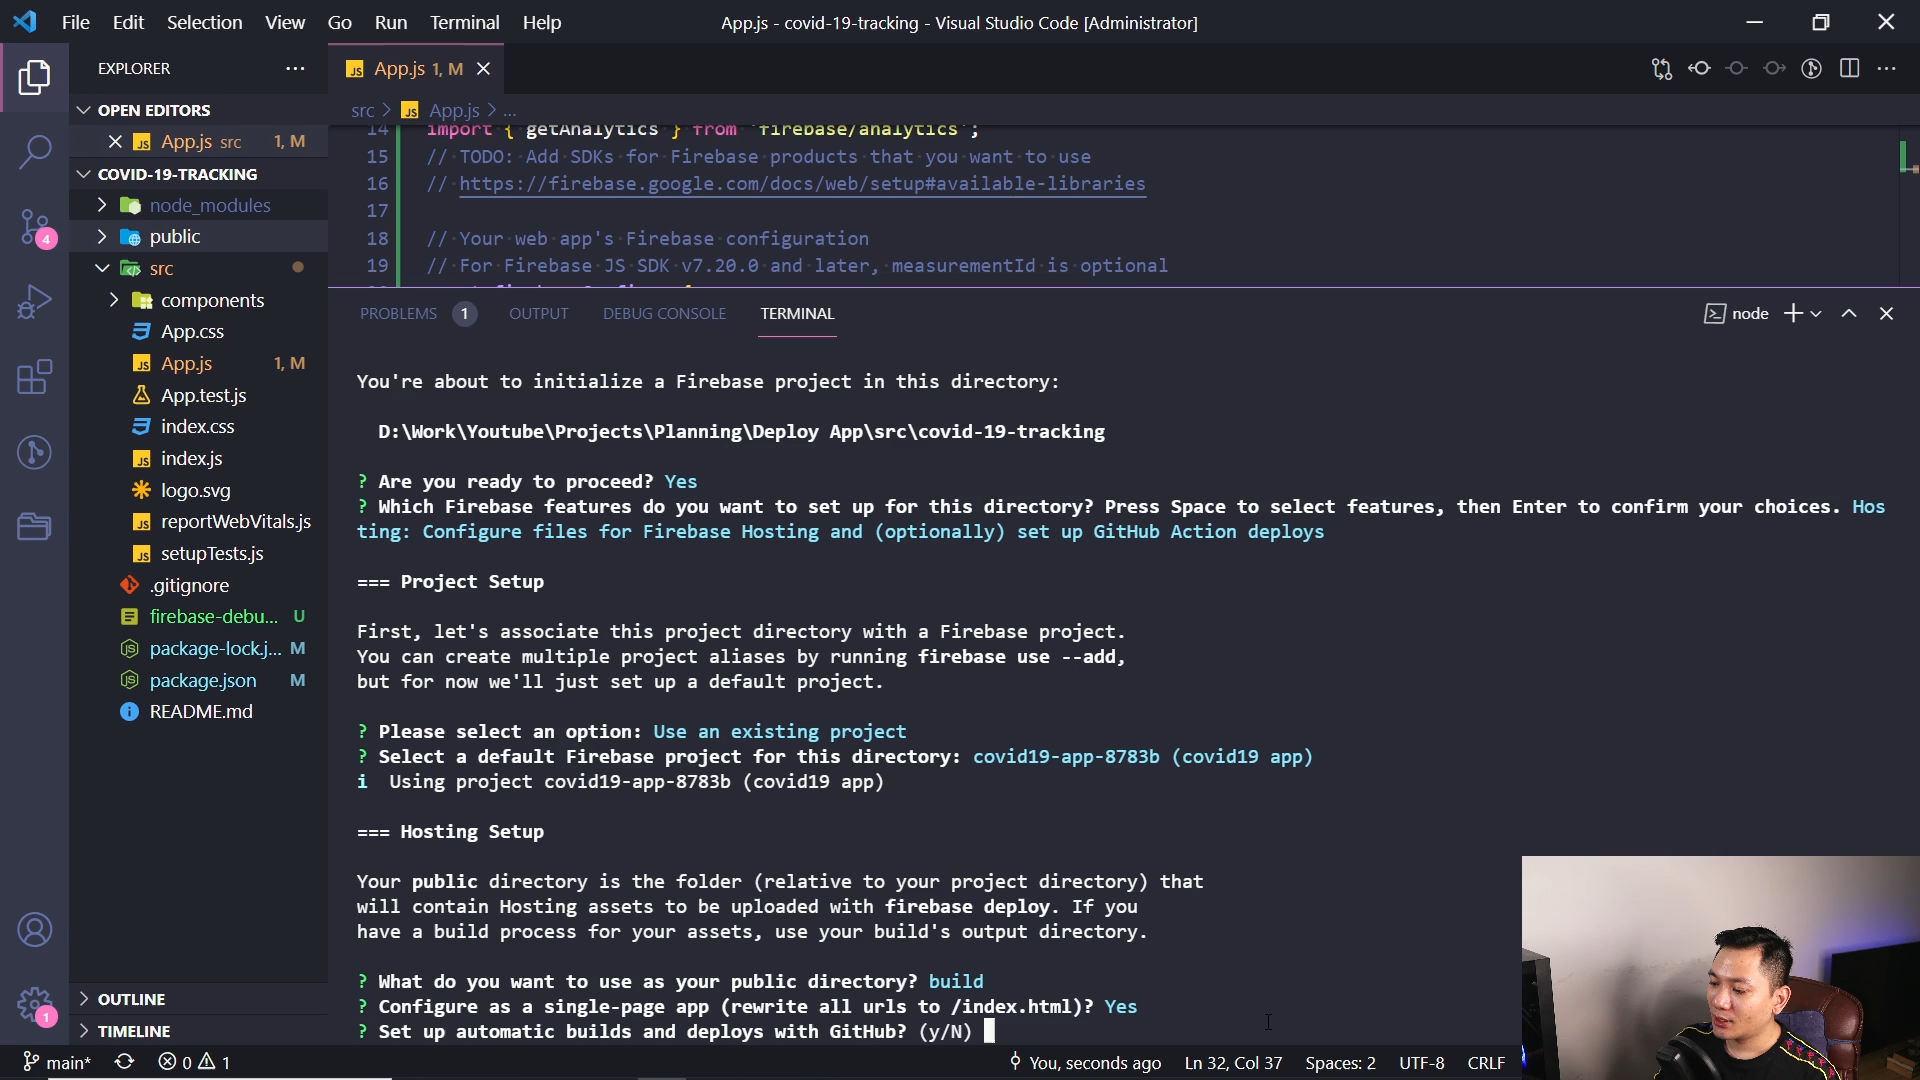 File Edit Selection View Go Run Terminal Help
App.js - covid-19-tracking - Visual Studio Code [Administrator]
EXPLORER
OPEN EDITORS
App.js src 1, M
COVID-19-TRACKING
node_modules
public
src
components
App.css
App.js 1, M
App.test.js
index.css
index.js
logo.svg
reportWebVitals.js
setupTests.js
.gitignore
firebase-debu... U
package-lock.j... M
package.json M
README.md
OUTLINE
TIMELINE
4
1
App.js 1, M
src > App.js > ...
14 import { getAnalytics } from "firebase/analytics";
15 // TODO: Add SDKs for Firebase products that you want to use
16 // https://firebase.google.com/docs/web/setup#available-libraries
17
18 // Your web app's Firebase configuration
19 // For Firebase JS SDK v7.20.0 and later, measurementId is optional
PROBLEMS 1 OUTPUT DEBUG CONSOLE TERMINAL
node
You're about to initialize a Firebase project in this directory:
D:\Work\Youtube\Projects\Planning\Deploy App\src\covid-19-tracking
? Are you ready to proceed? Yes
? Which Firebase features do you want to set up for this directory? Press Space to select features, then Enter to confirm your choices. Hos
ting: Configure files for Firebase Hosting and (optionally) set up GitHub Action deploys
=== Project Setup
First, let's associate this project directory with a Firebase project.
You can create multiple project aliases by running firebase use --add,
but for now we'll just set up a default project.
? Please select an option: Use an existing project
? Select a default Firebase project for this directory: covid19-app-8783b (covid19 app)
i Using project covid19-app-8783b (covid19 app)
=== Hosting Setup
Your public directory is the folder (relative to your project directory) that
will contain Hosting assets to be uploaded with firebase deploy. If you
have a build process for your assets, use your build's output directory.
? What do you want to use as your public directory? build
? Configure as a single-page app (rewrite all urls to /index.html)? Yes
? Set up automatic builds and deploys with GitHub? (y/N)
main* 0 1
You, seconds ago Ln 32, Col 37 Spaces: 2 UTF-8 CRLF